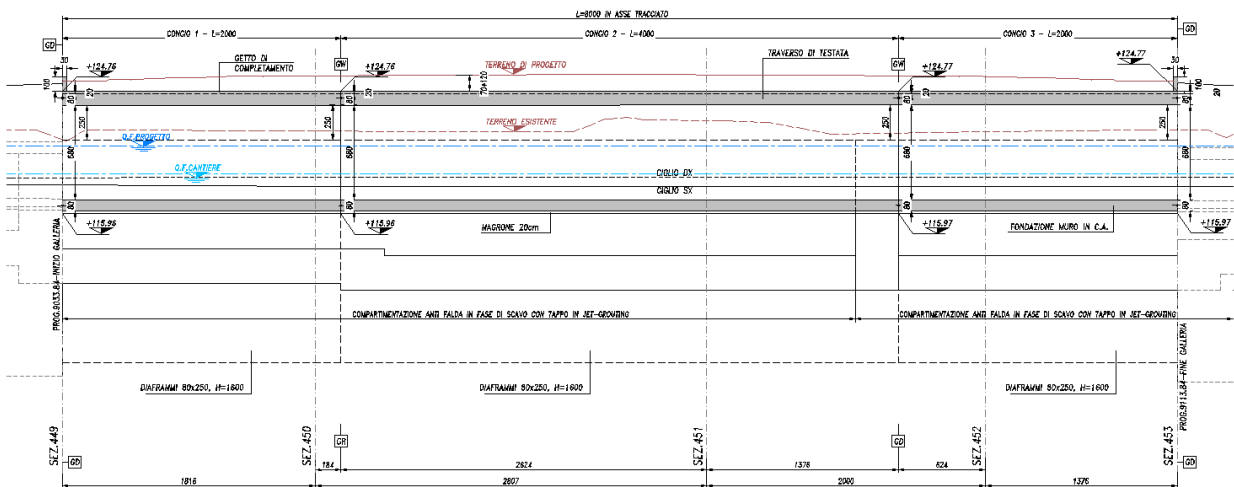 L=8000 IN ASSE TRACCIATO
CONCIO 1 - L=2000
CONCIO 2 - L=4000
CONCIO 3 - L=2000
GD
GW
GW
GD
GETTO DI
COMPLETAMENTO
TERRENO DI PROGETTO
TRAVERSO DI TESTATA
30
+124.76
+124.76
+124.77
+124.77
30
100
80
20
80
20
70÷120
80
20
80
100
20
250
250
250
250
TERRENO ESISTENTE
Q.F.PROGETTO
680
680
680
680
Q.F.CANTIERE
CIGLIO DX
CIGLIO SX
80
80
80
80
+115.96
+115.96
+115.97
+115.97
MAGRONE 20cm
FONDAZIONE MURO IN C.A.
PROG.9033.84-INIZIO GALLERIA
COMPARTIMENTAZIONE ANTI FALDA IN FASE DI SCAVO CON TAPPO IN JET-GROUTING
COMPARTIMENTAZIONE ANTI FALDA IN FASE DI SCAVO CON TAPPO IN JET-GROUTING
PROG.9113.84-FINE GALLERIA
DIAFRAMMI 80x250, H=1600
DIAFRAMMI 80x250, H=1600
DIAFRAMMI 80x250, H=1600
SEZ.449
SEZ.450
SEZ.451
SEZ.452
SEZ.453
GD
GR
GD
GD
184
2624
1376
624
1816
2807
2000
1376